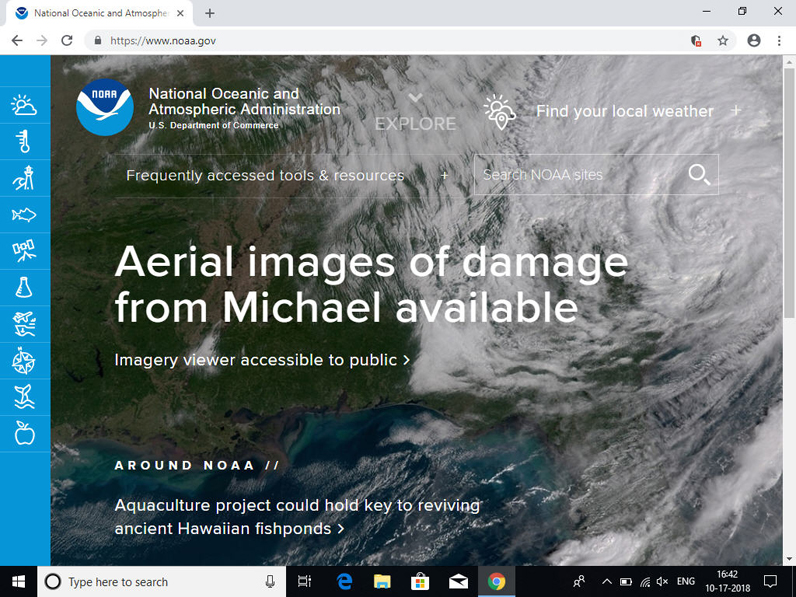 National Oceanic and Atmospher
https://www.noaa.gov
NOAA
National Oceanic and
Atmospheric Administration
U.S. Department of Commerce
EXPLORE
Find your local weather +
Frequently accessed tools & resources +
Search NOAA sites
Aerial images of damage
from Michael available
Imagery viewer accessible to public >
AROUND NOAA //
Aquaculture project could hold key to reviving
ancient Hawaiian fishponds >
Type here to search
ENG
16:42
10-17-2018